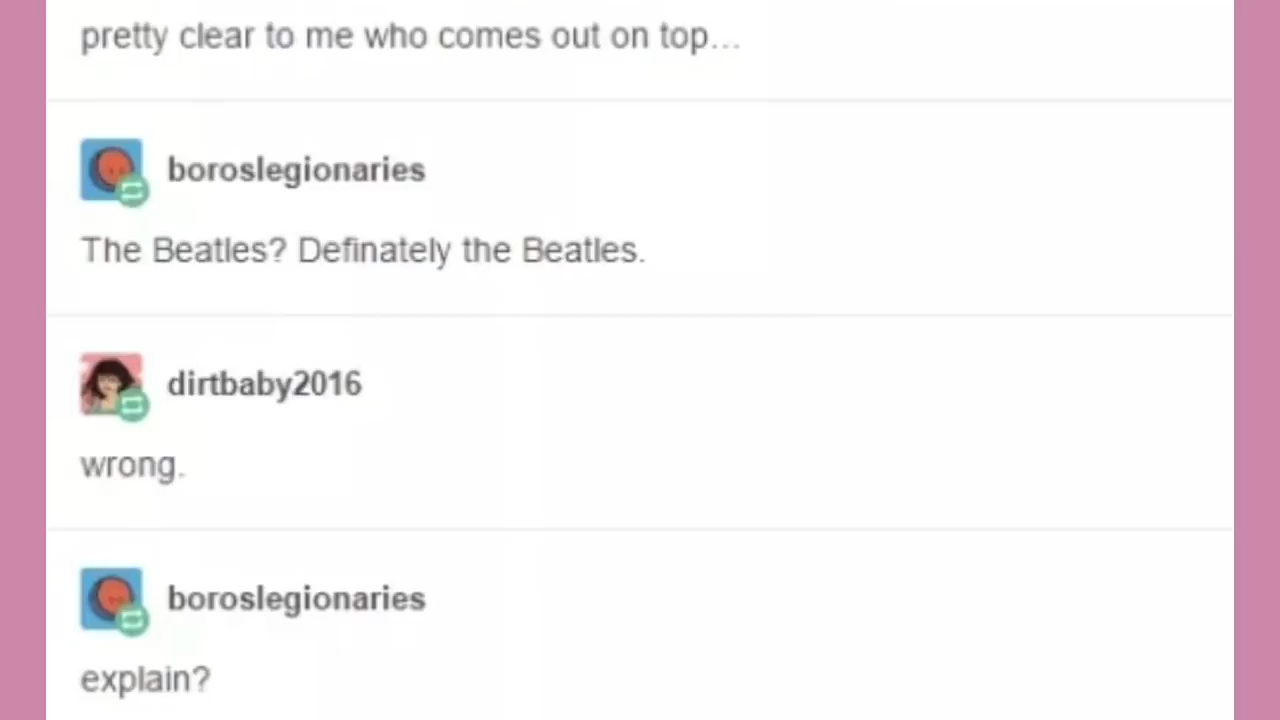 pretty clear to me who comes out on top...
boroslegionaries
The Beatles? Definately the Beatles.
dirtbaby2016
wrong.
boroslegionaries
explain?